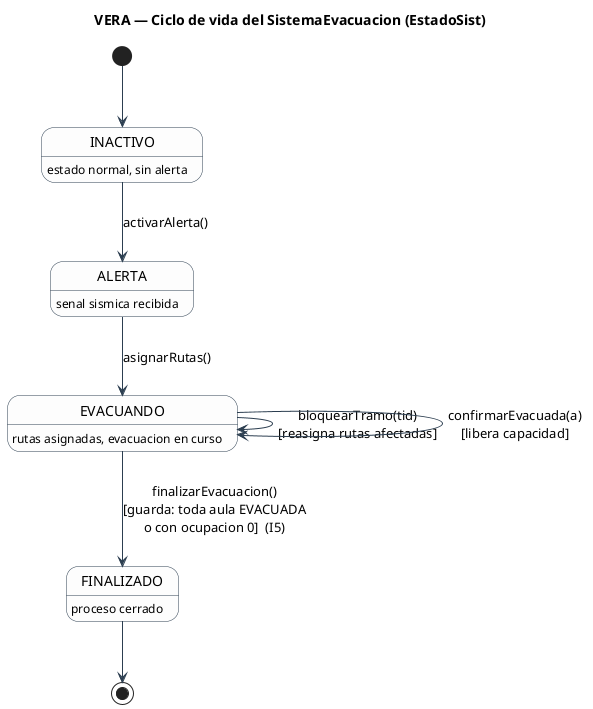 VERA — Ciclo de vida del SistemaEvacuacion (EstadoSist)
INACTIVO
estado normal, sin alerta
activarAlerta()
ALERTA
senal sismica recibida
asignarRutas()
EVACUANDO
rutas asignadas, evacuacion en curso
bloquearTramo(tid)
[reasigna rutas afectadas]
confirmarEvacuada(a)
[libera capacidad]
finalizarEvacuacion()
[guarda: toda aula EVACUADA
o con ocupacion 0]  (I5)
FINALIZADO
proceso cerrado